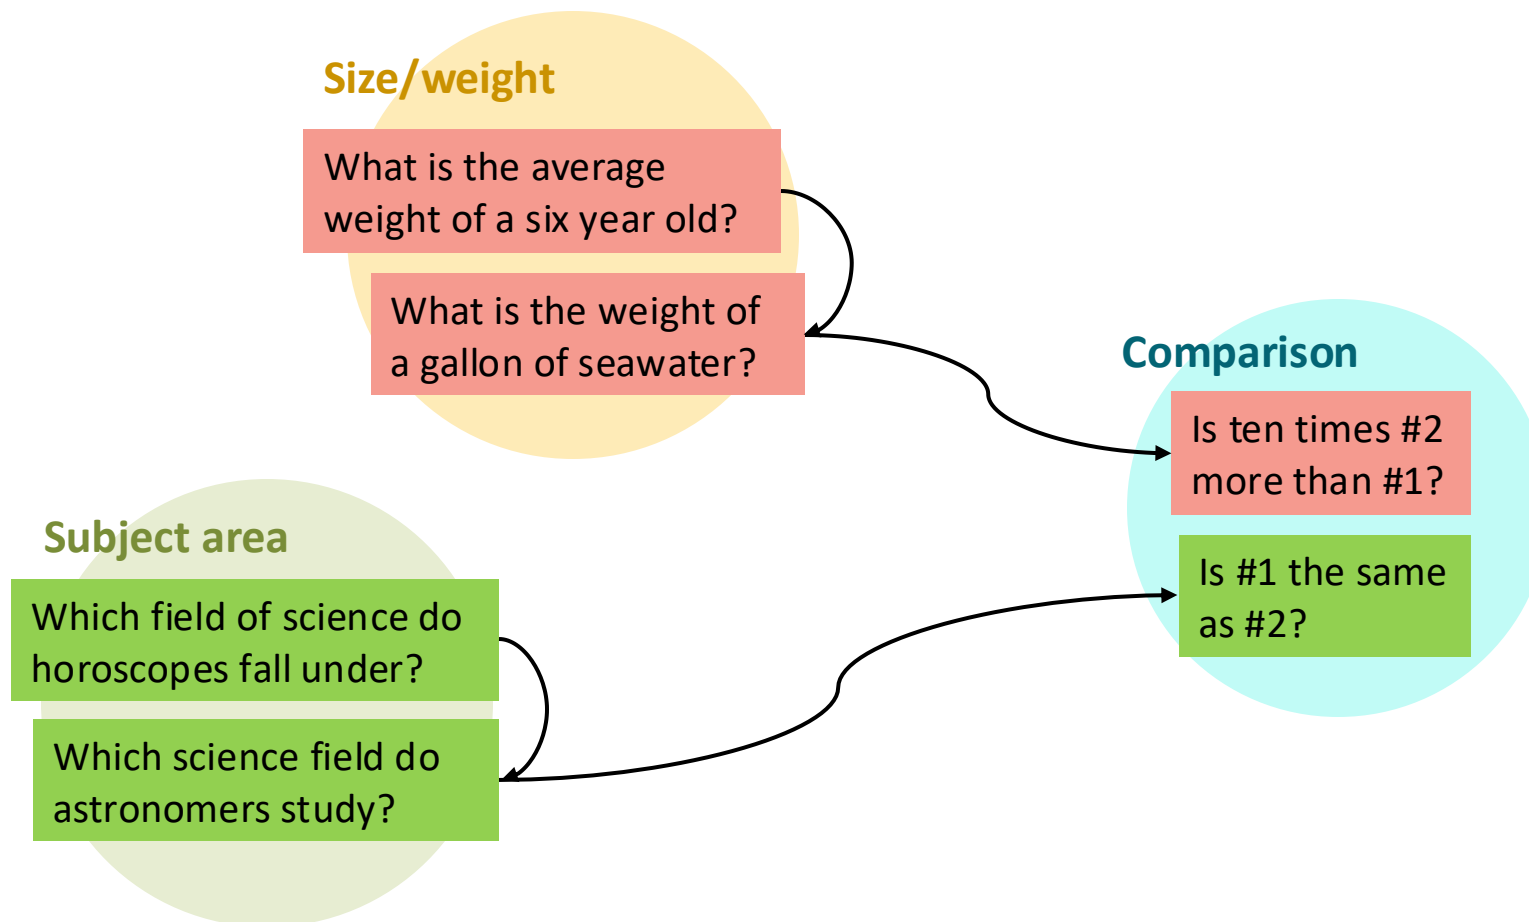 Size/weight
What is the average
weight of a six year old?
What is the weight of
a gallon of seawater?
Comparison
Is ten times #2
more than #1?
Is #1 the same
as #2?
Subject area
Which field of science do
horoscopes fall under?
Which science field do
astronomers study?